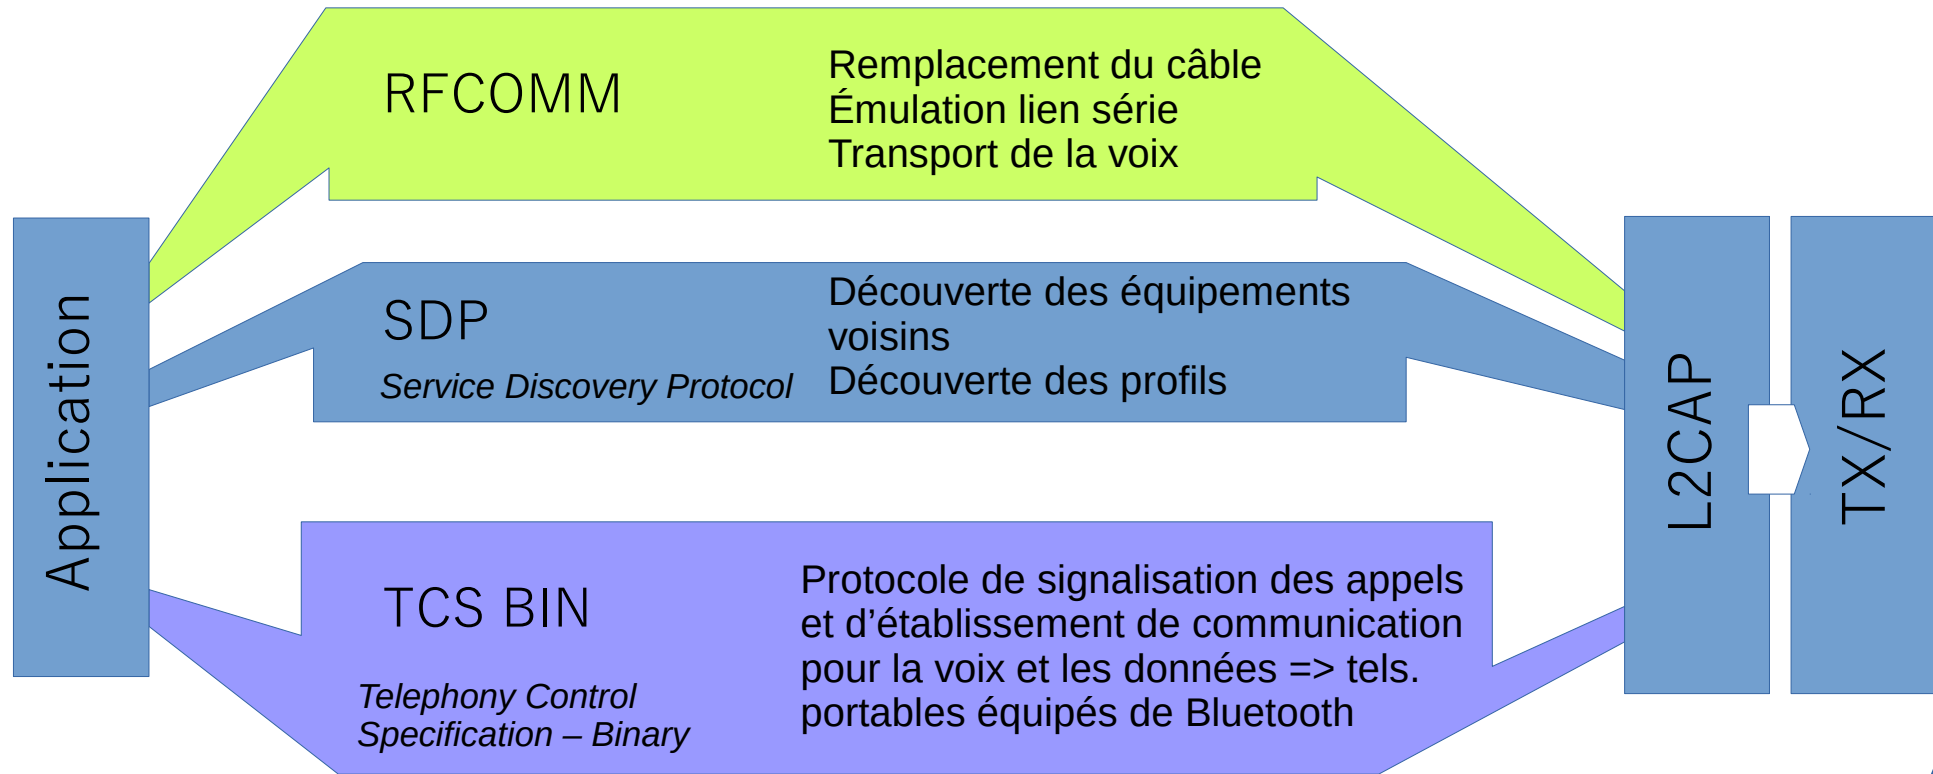 Application
RFCOMM
Remplacement du câble
Émulation lien série
Transport de la voix
SDP
Service Discovery Protocol
Découverte des équipements
voisins
Découverte des profils
TCS BIN
Telephony Control
Specification – Binary
Protocole de signalisation des appels
et d’établissement de communication
pour la voix et les données => tels.
portables équipés de Bluetooth
L2CAP
TX/RX